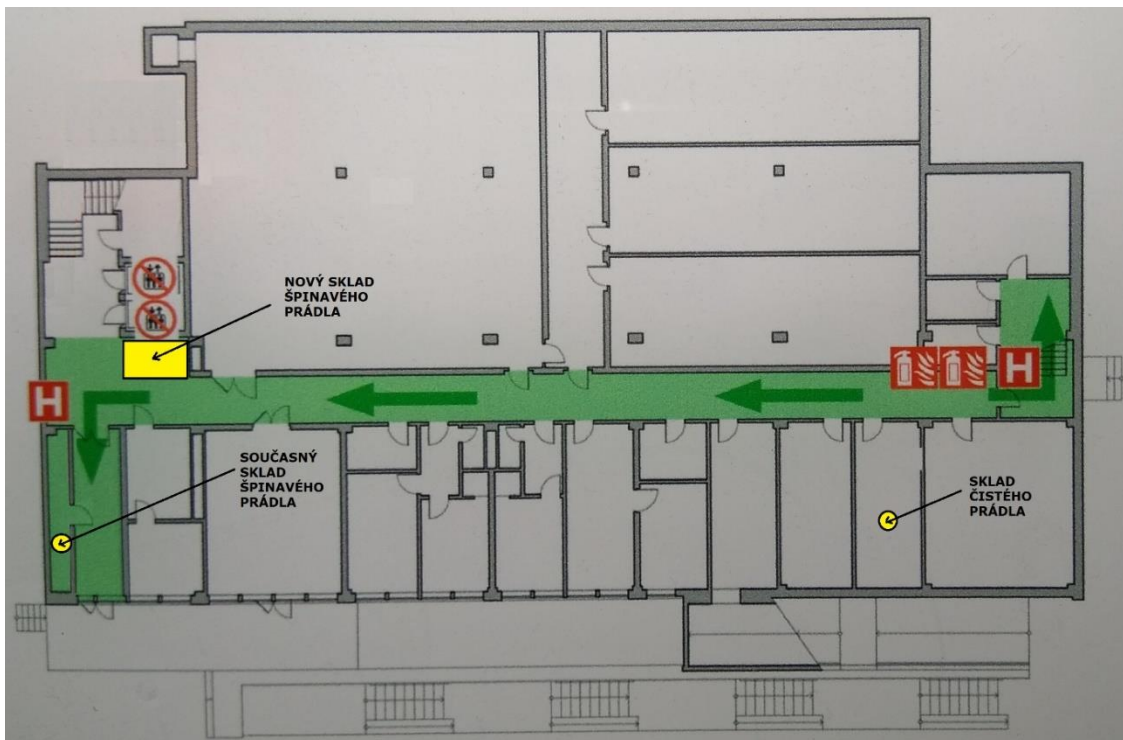 NOVÝ SKLAD
ŠPINAVÉHO
PRÁDLA
H
H
SOUČASNÝ
SKLAD
ŠPINAVÉHO
PRÁDLA
SKLAD
ČISTÉHO
PRÁDLA